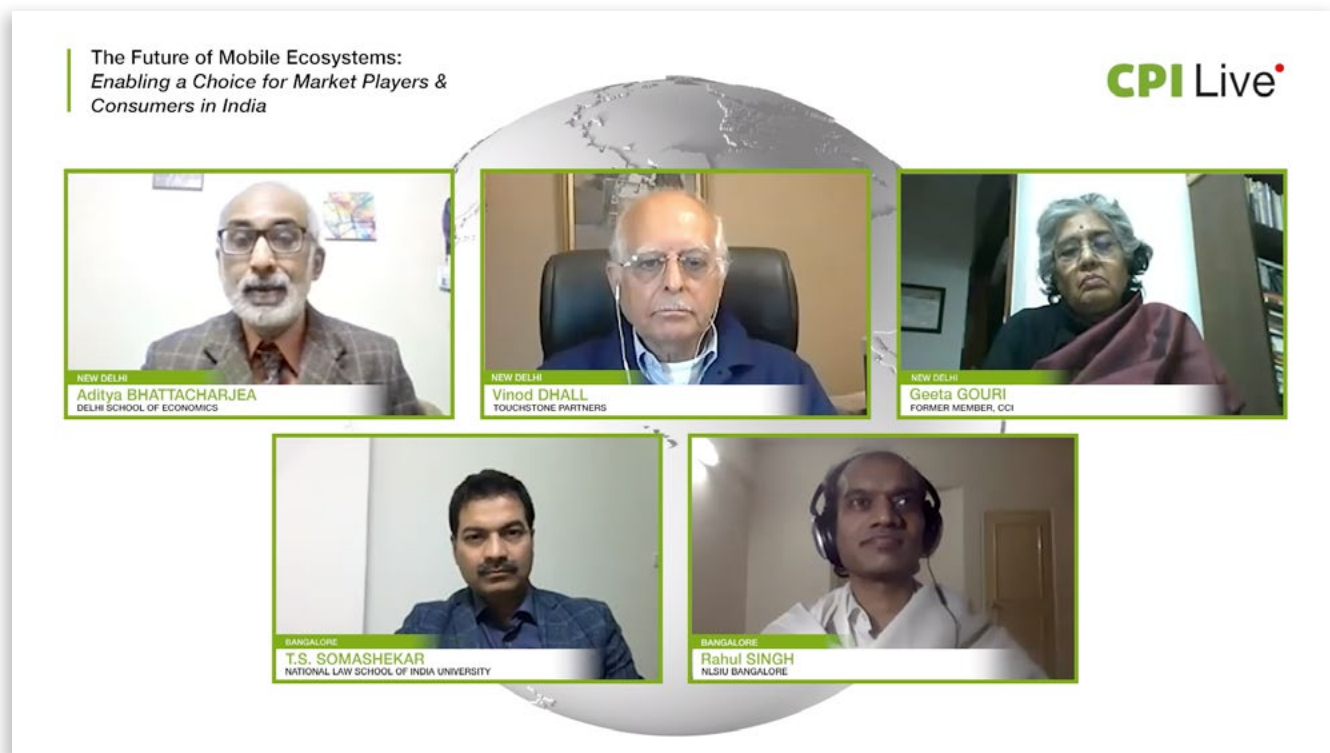 The Future of Mobile Ecosystems:
Enabling a Choice for Market Players &
Consumers in India
CPI Live
NEW DELHI
Aditya BHATTACHARJEA
DELHI SCHOOL OF ECONOMICS
NEW DELHI
Vinod DHALL
TOUCHSTONE PARTNERS
NEW DELHI
Geeta GOURI
FORMER MEMBER, CCI
BANGALORE
T.S. SOMASHEKAR
NATIONAL LAW SCHOOL OF INDIA UNIVERSITY
BANGALORE
Rahul SINGH
NLSIU BANGALORE